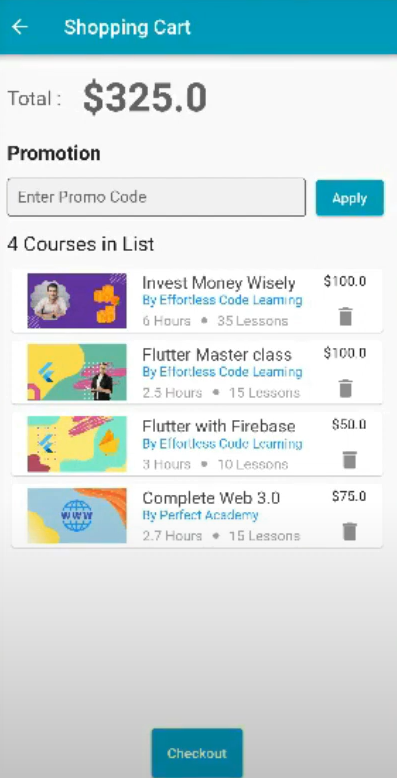 Shopping Cart
Total : $325.0
Promotion
Enter Promo Code
Apply
4 Courses in List
Invest Money Wisely $100.0
By Effortless Code Learning
6 Hours • 35 Lessons
Flutter Master class $100.0
By Effortless Code Learning
2.5 Hours • 15 Lessons
Flutter with Firebase $50.0
By Effortless Code Learning
3 Hours • 10 Lessons
WWW
Complete Web 3.0 $75.0
By Perfect Academy
2.7 Hours • 15 Lessons
Checkout